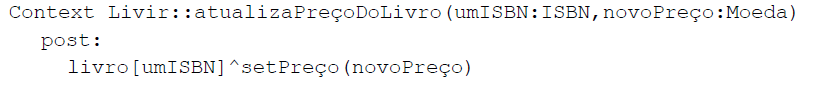 Context Livir::atualizaPreçoDoLivro(umISBN:ISBN,novoPreço:Moeda)
post:
livro[umISBN]^setPreço(novoPreço)